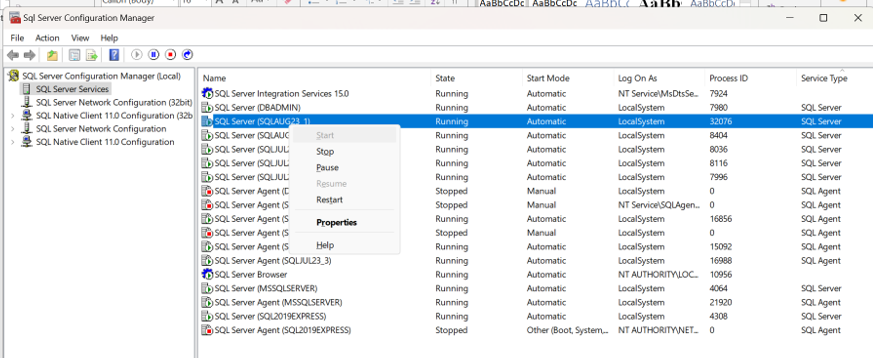 Calibri (Body) 16
AaBbCcDc AaBbCcDc AaBbCc AaBb AaBbCcD
Sql Server Configuration Manager
File Action View Help
SQL Server Configuration Manager (Local)
SQL Server Services
SQL Server Network Configuration (32bit)
SQL Native Client 11.0 Configuration (32b
SQL Server Network Configuration
SQL Native Client 11.0 Configuration
Name State Start Mode Log On As Process ID Service Type
SQL Server Integration Services 15.0 Running Automatic NT Service\MsDtsSe... 7924
SQL Server (DBADMIN) Running Automatic LocalSystem 7980 SQL Server
SQL Server (SQLAUG23_1) Running Automatic LocalSystem 32076 SQL Server
SQL Server (SQLAUG Running Automatic LocalSystem 8404 SQL Server
SQL Server (SQLJUL Running Automatic LocalSystem 8036 SQL Server
SQL Server (SQLJUL Running Automatic LocalSystem 8116 SQL Server
SQL Server (SQLJUL Running Automatic LocalSystem 7996 SQL Server
SQL Server Agent (D Stopped Manual LocalSystem 0 SQL Agent
SQL Server Agent (S Stopped Manual NT Service\SQLAgen... 0 SQL Agent
SQL Server Agent (S Running Automatic LocalSystem 16856 SQL Agent
SQL Server Agent (S Stopped Manual LocalSystem 0 SQL Agent
SQL Server Agent (S Running Automatic LocalSystem 15092 SQL Agent
SQL Server Agent (SQLJUL23_3) Running Automatic LocalSystem 16988 SQL Agent
SQL Server Browser Running Automatic NT AUTHORITY\LOC... 10956
SQL Server (MSSQLSERVER) Running Automatic LocalSystem 4064 SQL Server
SQL Server Agent (MSSQLSERVER) Running Automatic LocalSystem 21920 SQL Agent
SQL Server (SQL2019EXPRESS) Running Automatic LocalSystem 4308 SQL Server
SQL Server Agent (SQL2019EXPRESS) Stopped Other (Boot, System,... NT AUTHORITY\NET... 0 SQL Agent
Start
Stop
Pause
Resume
Restart
Properties
Help